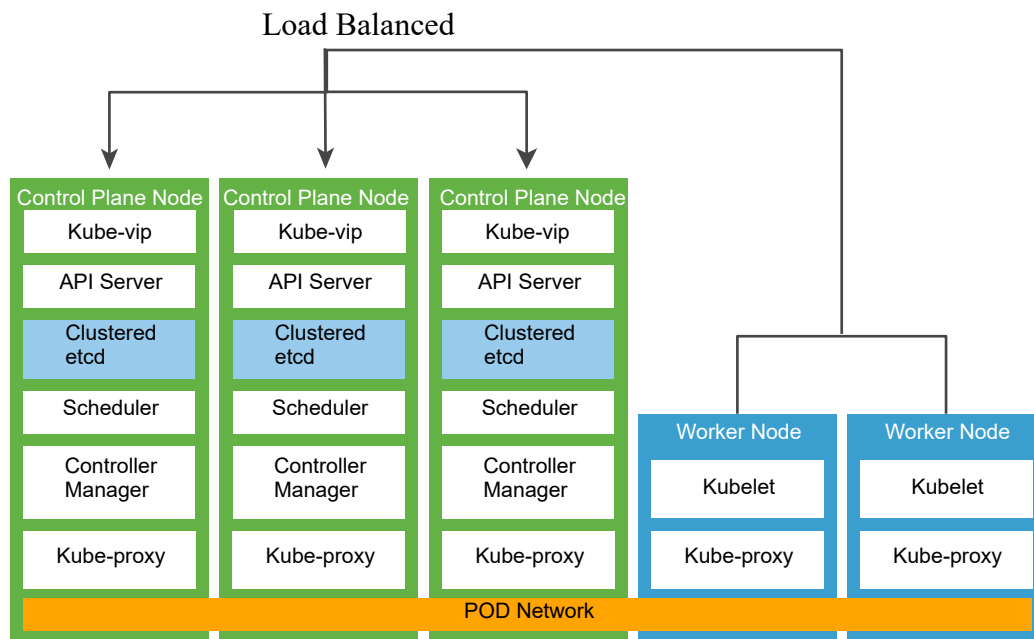 Load Balanced
Control Plane Node
Kube-vip
API Server
Clustered
etcd
Scheduler
Controller
Manager
Kube-proxy
Control Plane Node
Kube-vip
API Server
Clustered
etcd
Scheduler
Controller
Manager
Kube-proxy
Control Plane Node
Kube-vip
API Server
Clustered
etcd
Scheduler
Controller
Manager
Kube-proxy
Worker Node
Kubelet
Kube-proxy
Worker Node
Kubelet
Kube-proxy
POD Network